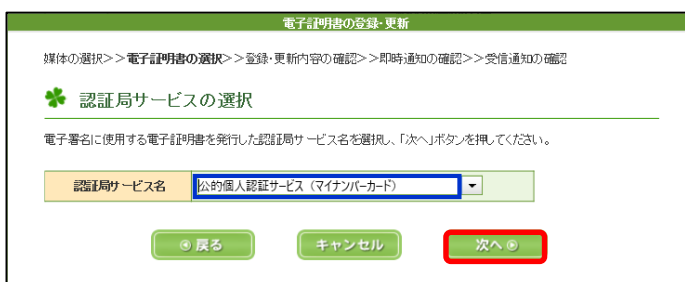 電子証明書の登録・更新
媒体の選択>>電子証明書の選択>>登録・更新内容の確認>>即時通知の確認>>受信通知の確認
認証局サービスの選択
電子署名に使用する電子証明書を発行した認証局サービス名を選択し、「次へ」ボタンを押してください。
認証局サービス名 公的個人認証サービス（マイナンバーカード）
戻る キャンセル 次へ